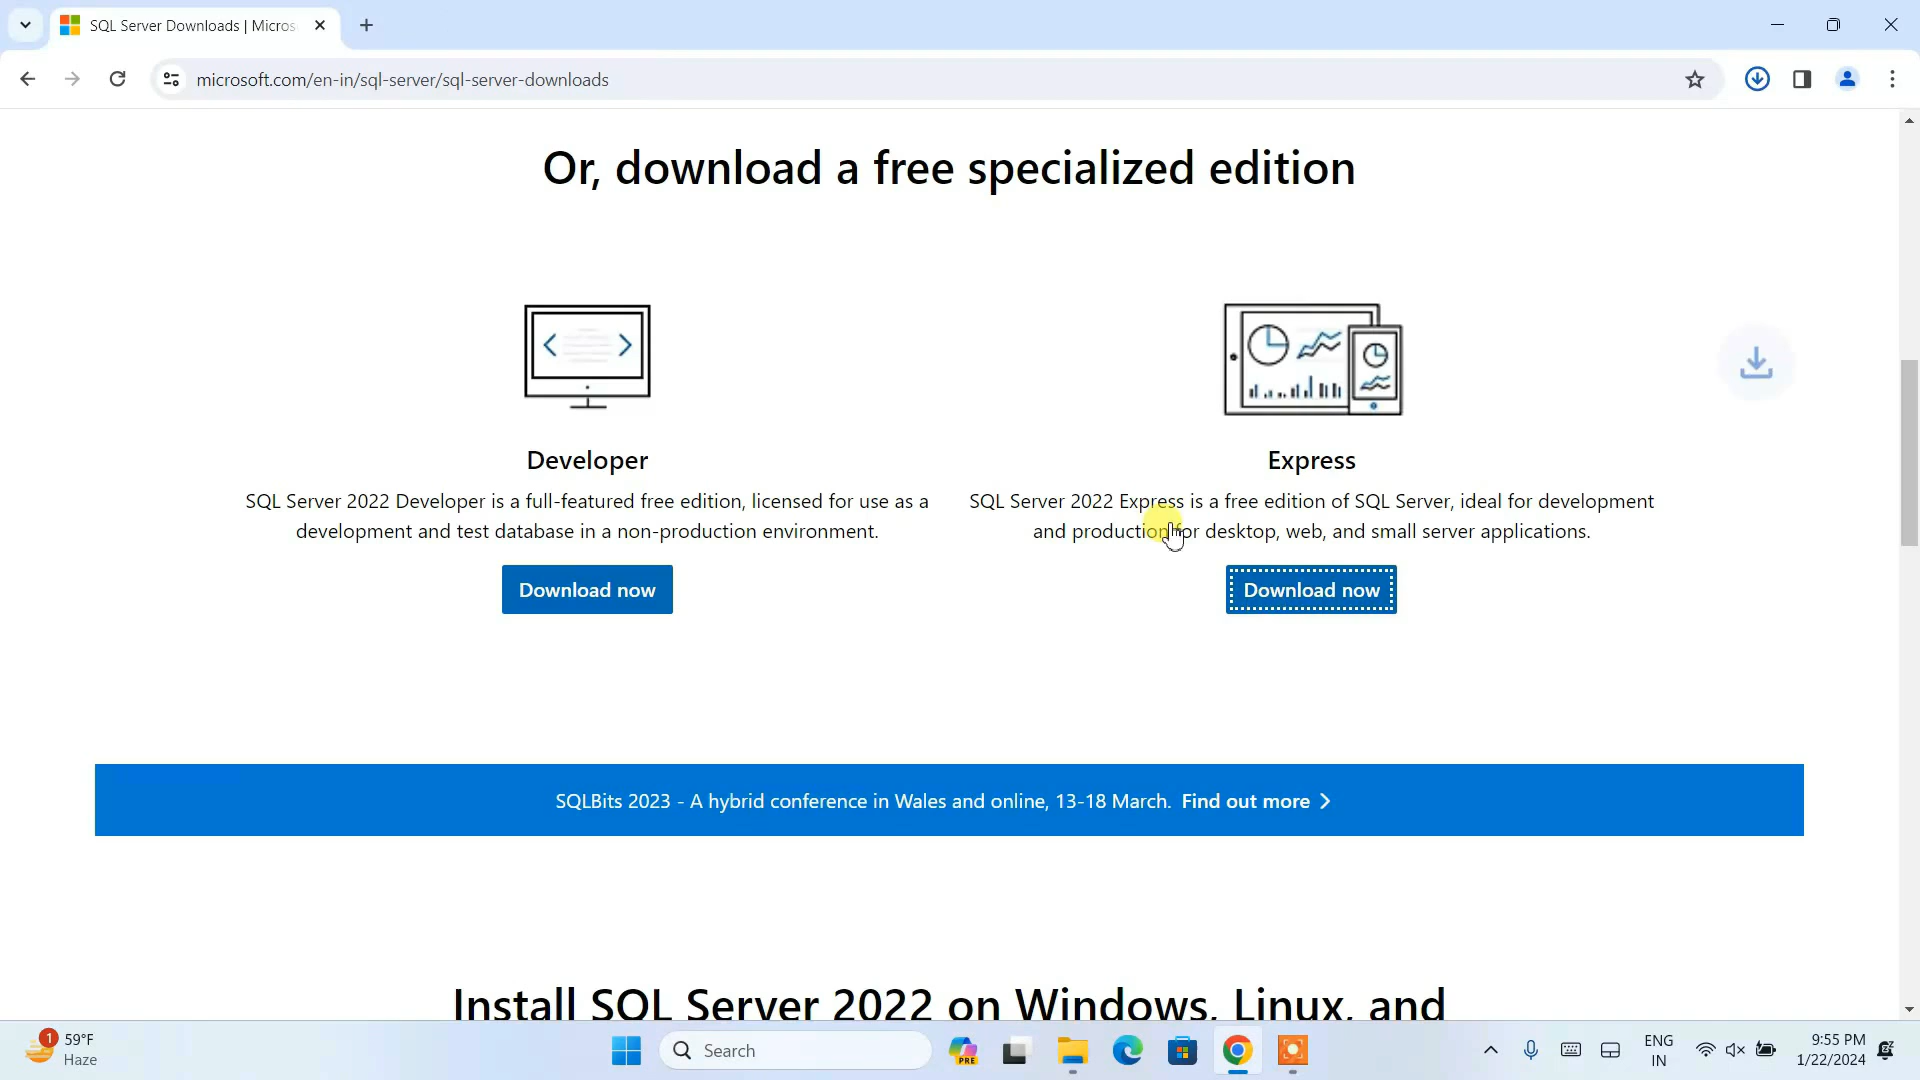 SQL Server Downloads | Micros
microsoft.com/en-in/sql-server/sql-server-downloads
Or, download a free specialized edition
Developer
SQL Server 2022 Developer is a full-featured free edition, licensed for use as a
development and test database in a non-production environment.
Download now
Express
SQL Server 2022 Express is a free edition of SQL Server, ideal for development
and production for desktop, web, and small server applications.
Download now
SQLBits 2023 - A hybrid conference in Wales and online, 13-18 March. Find out more
Install SQL Server 2022 on Windows, Linux, and
1
59°F
Haze
Search
PRE
ENG
IN
9:55 PM
1/22/2024